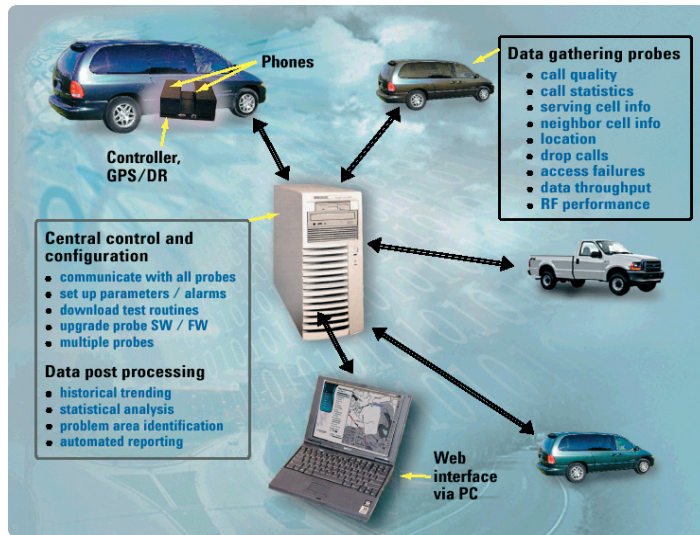 Phones
Controller,
GPS/DR
Data gathering probes
call quality
call statistics
serving cell info
neighbor cell info
location
drop calls
access failures
data throughput
RF performance
Central control and
configuration
communicate with all probes
set up parameters / alarms
download test routines
upgrade probe SW / FW
multiple probes
Data post processing
historical trending
statistical analysis
problem area identification
automated reporting
Web
interface
via PC